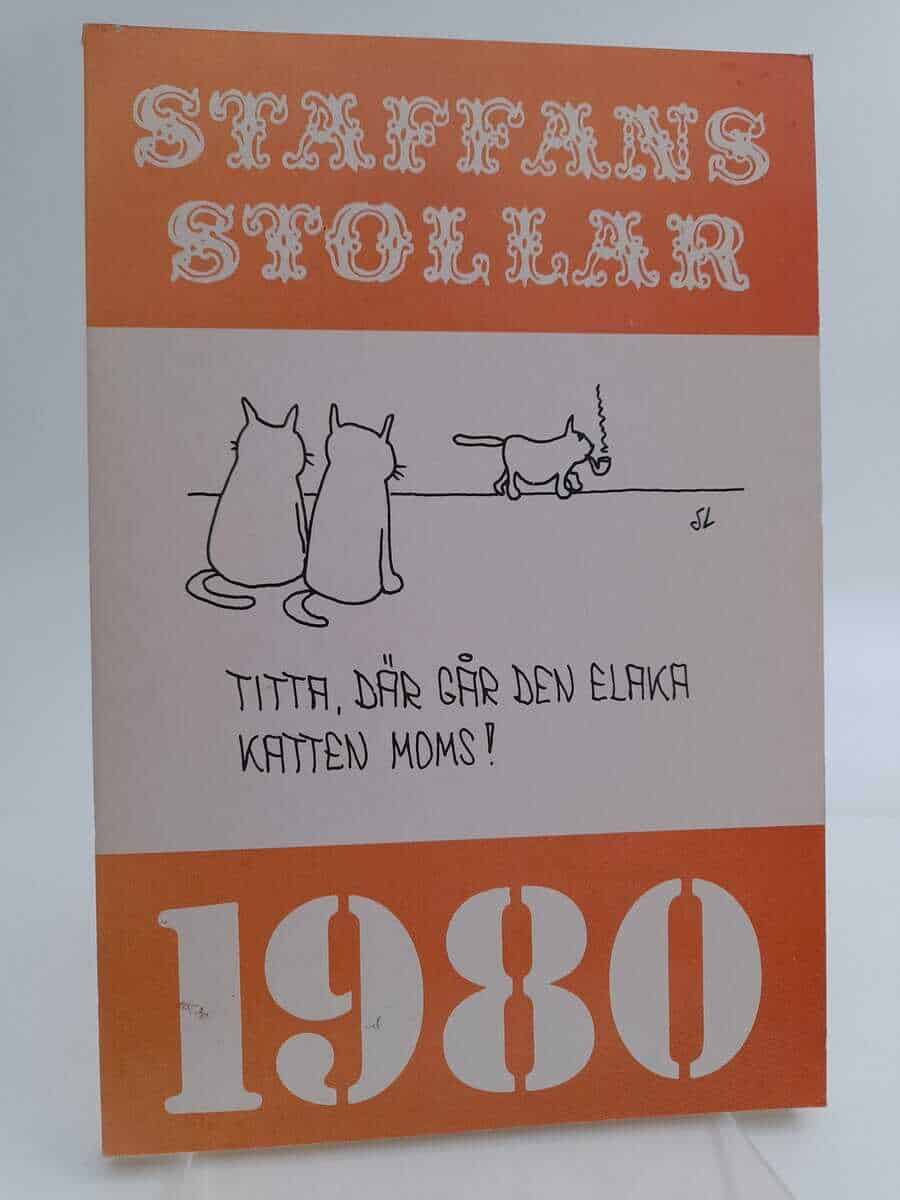 STAFFANS
STOLLAR
SL
TITTA, DÄR GÅR DEN ELAKA
KATTEN MOMS!
1980